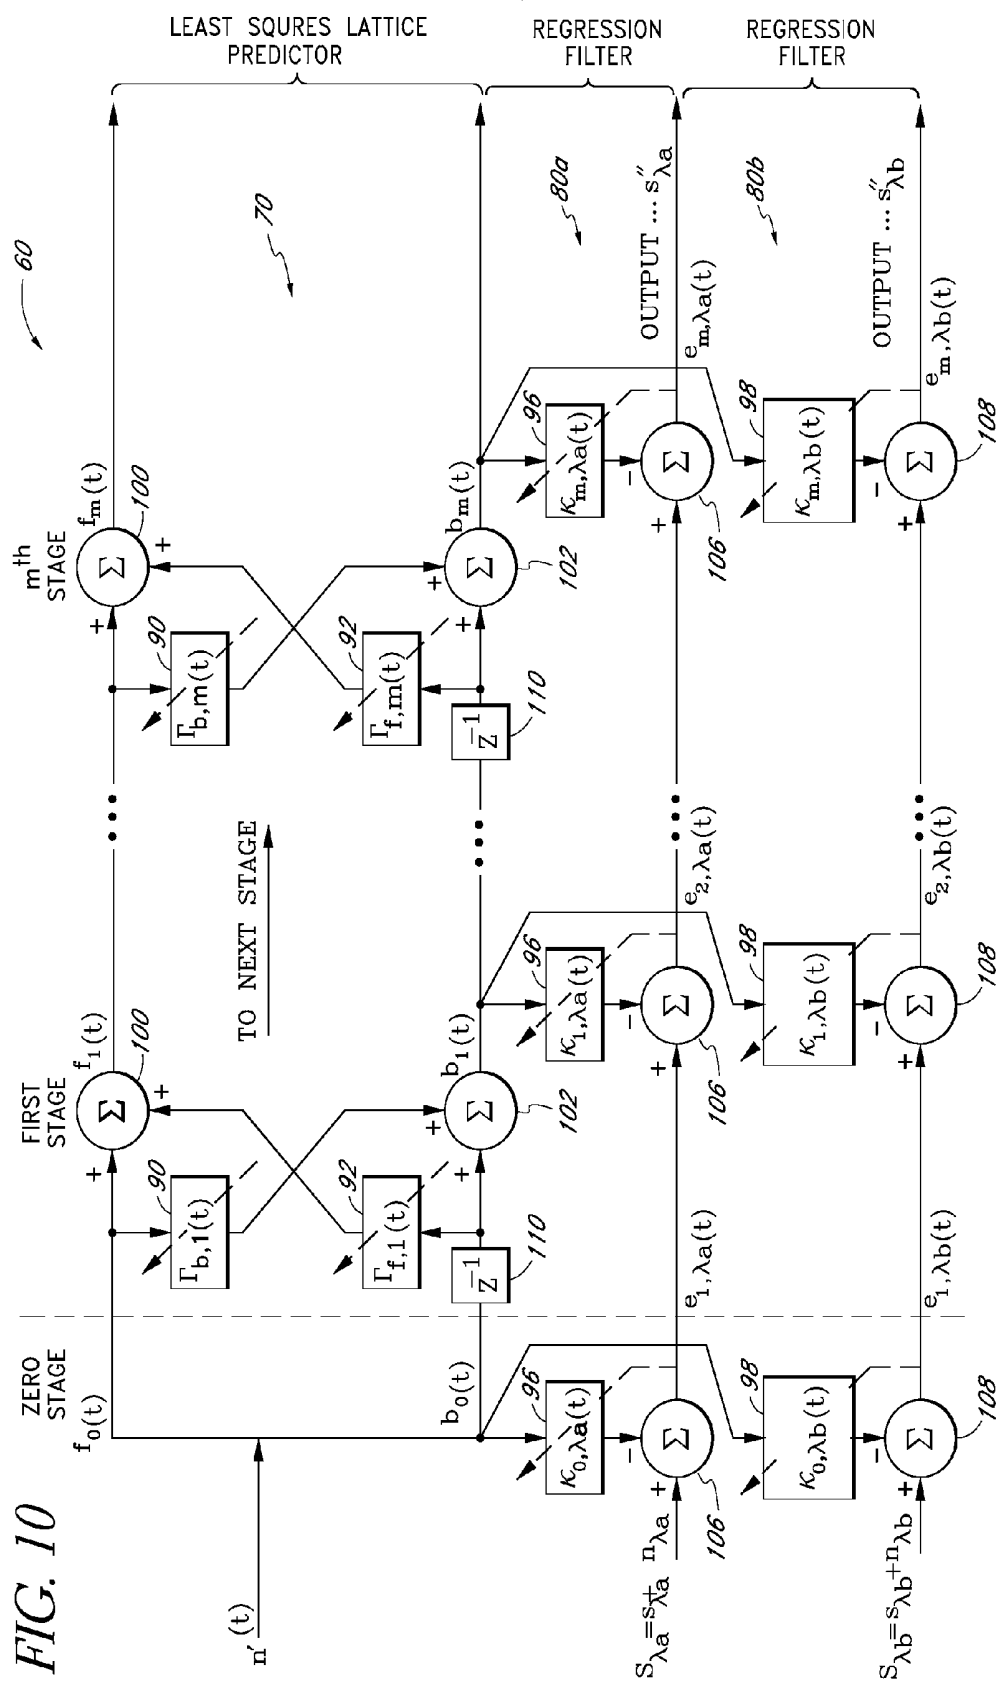 FIG. 10
60
LEAST SQURES LATTICE
PREDICTOR
REGRESSION
FILTER
REGRESSION
FILTER
ZERO
STAGE
FIRST
STAGE
mth
STAGE
70
80a
80b
n′(t)
f0(t)
b0(t)
f1(t)
b1(t)
fm(t)
bm(t)
TO NEXT STAGE
+
Σ
100
+
90
Γb,1(t)
92
Γf,1(t)
Z−1
110
+
+
Σ
102
+
Σ
100
+
90
Γb,m(t)
92
Γf,m(t)
Z−1
110
+
+
Σ
102
•••
•••
•••
•••
96
κ0,λa(t)
−
+
Σ
106
96
κ1,λa(t)
−
+
Σ
106
96
κm,λa(t)
−
+
Σ
106
Sλa=sλa+ nλa
e1,λa(t)
e2,λa(t)
em,λa(t)
OUTPUT ... s″λa
98
κ0,λb(t)
−
+
Σ
108
98
κ1,λb(t)
−
+
Σ
108
98
κm,λb(t)
−
+
Σ
108
Sλb=sλb+nλb
e1,λb(t)
e2,λb(t)
em,λb(t)
OUTPUT ... s″λb